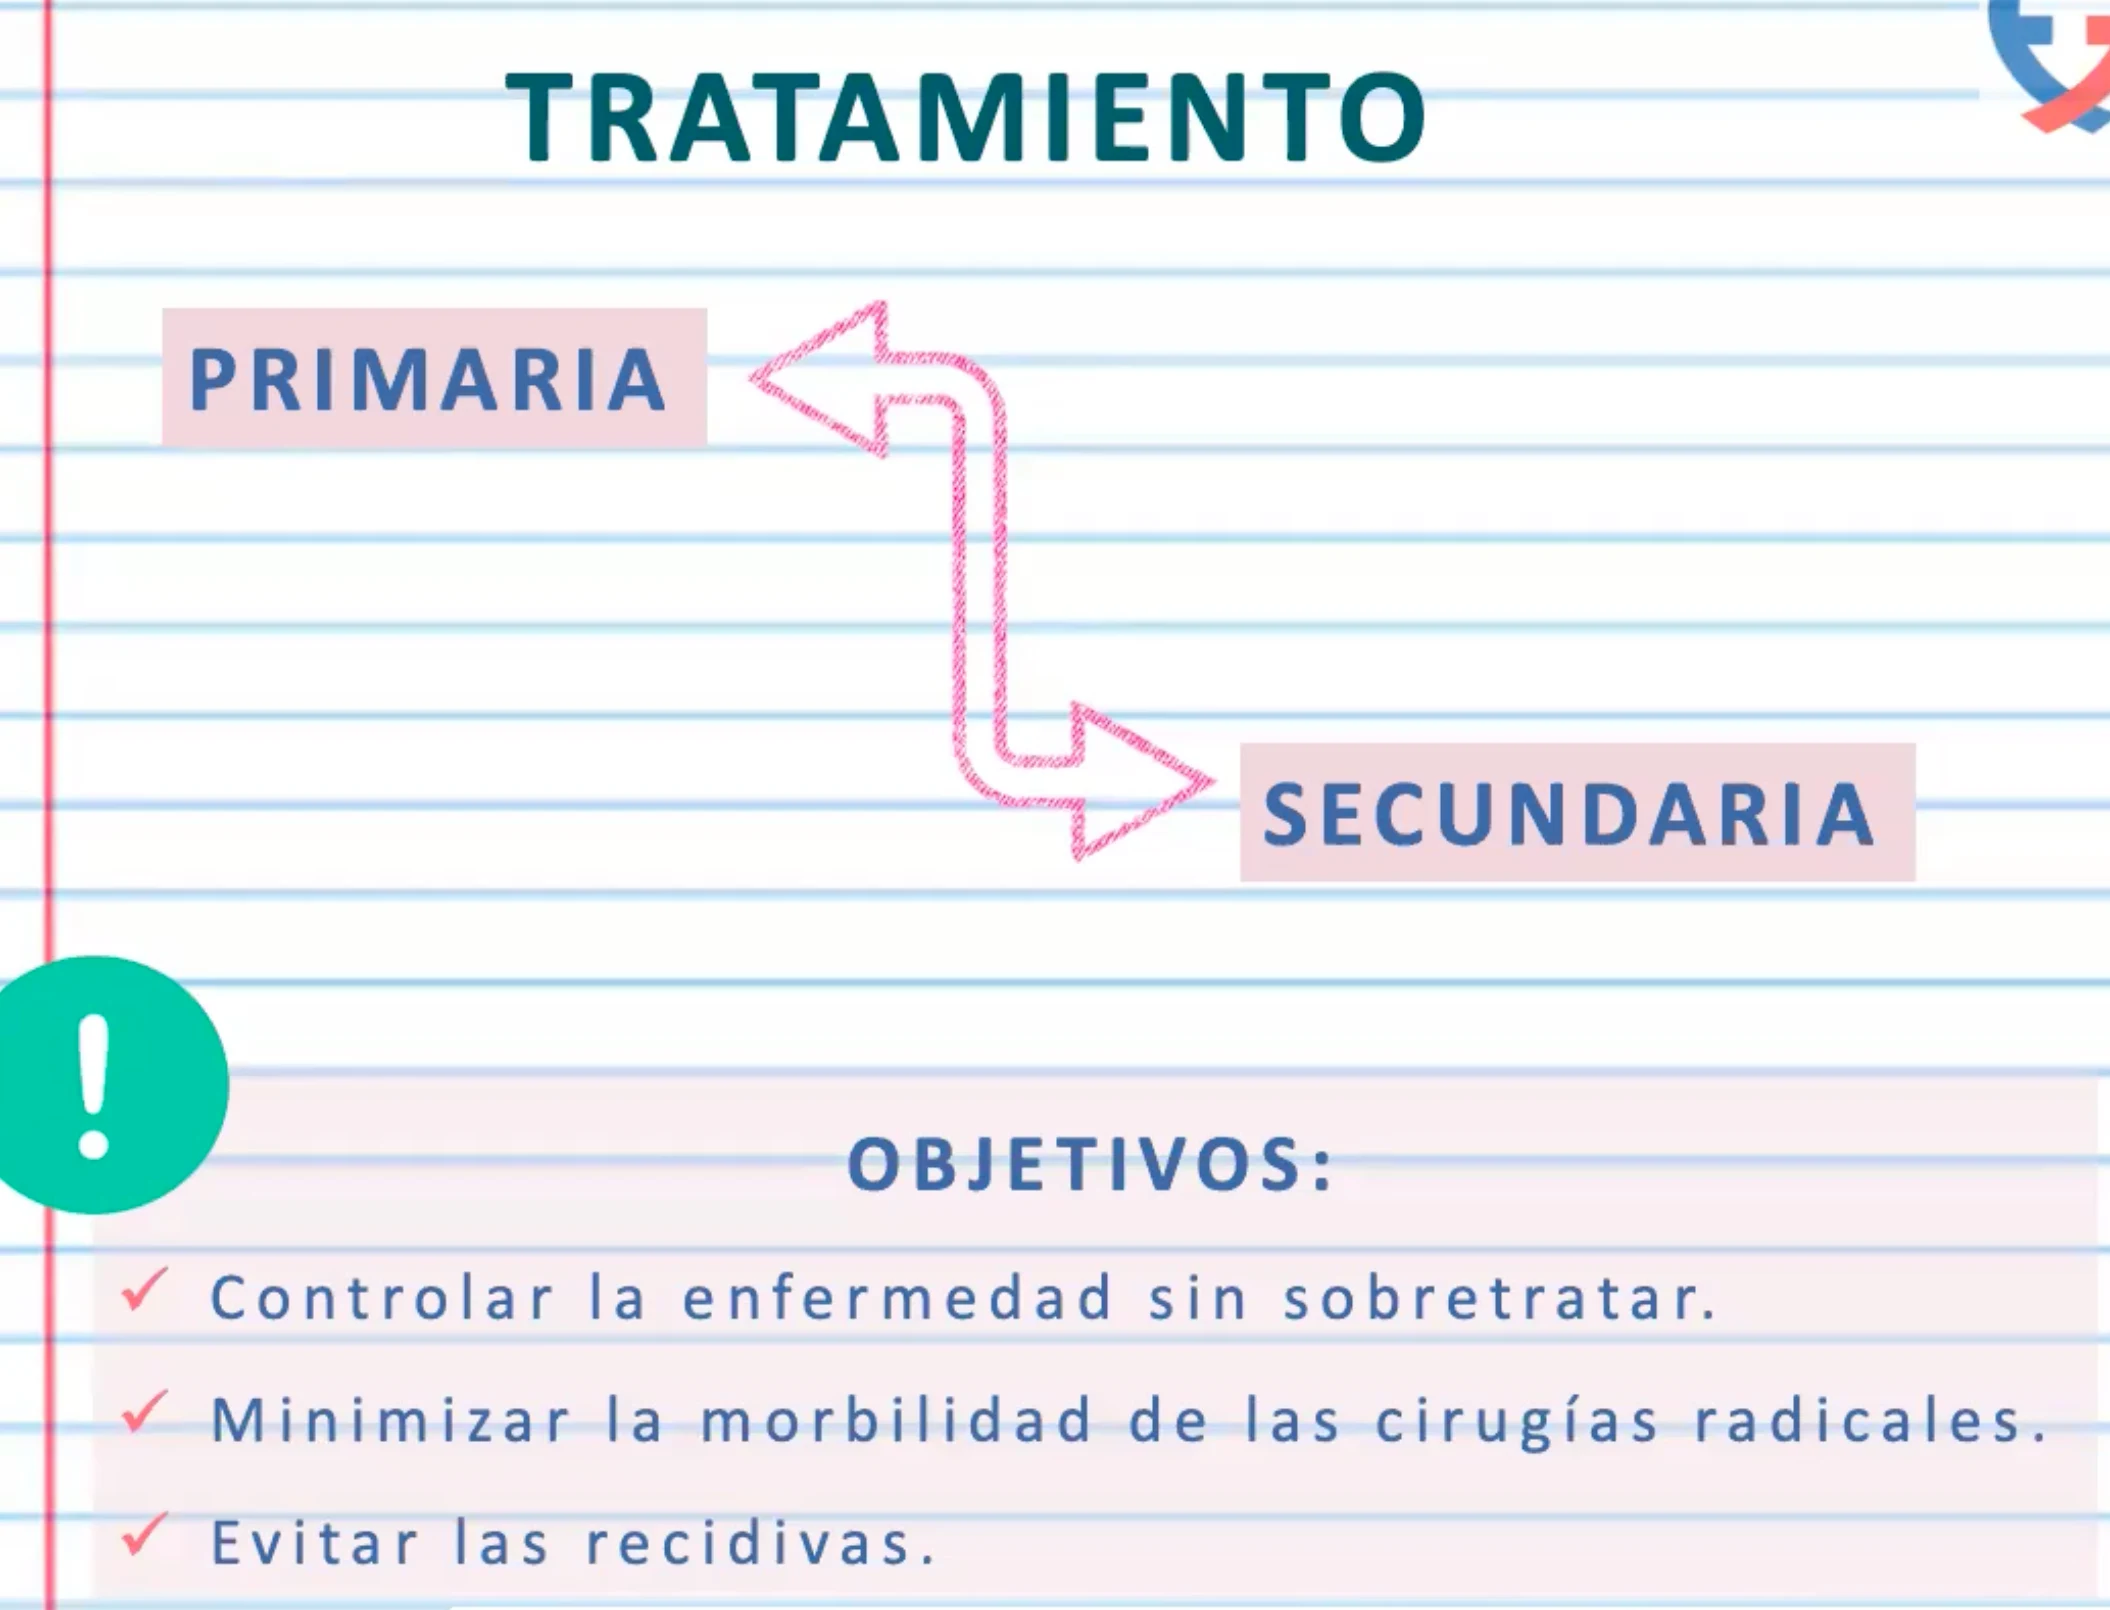 TRATAMIENTO
PRIMARIA
SECUNDARIA
!
OBJETIVOS:
✓ Controlar la enfermedad sin sobretratar.
✓ Minimizar la morbilidad de las cirugías radicales.
✓ Evitar las recidivas.